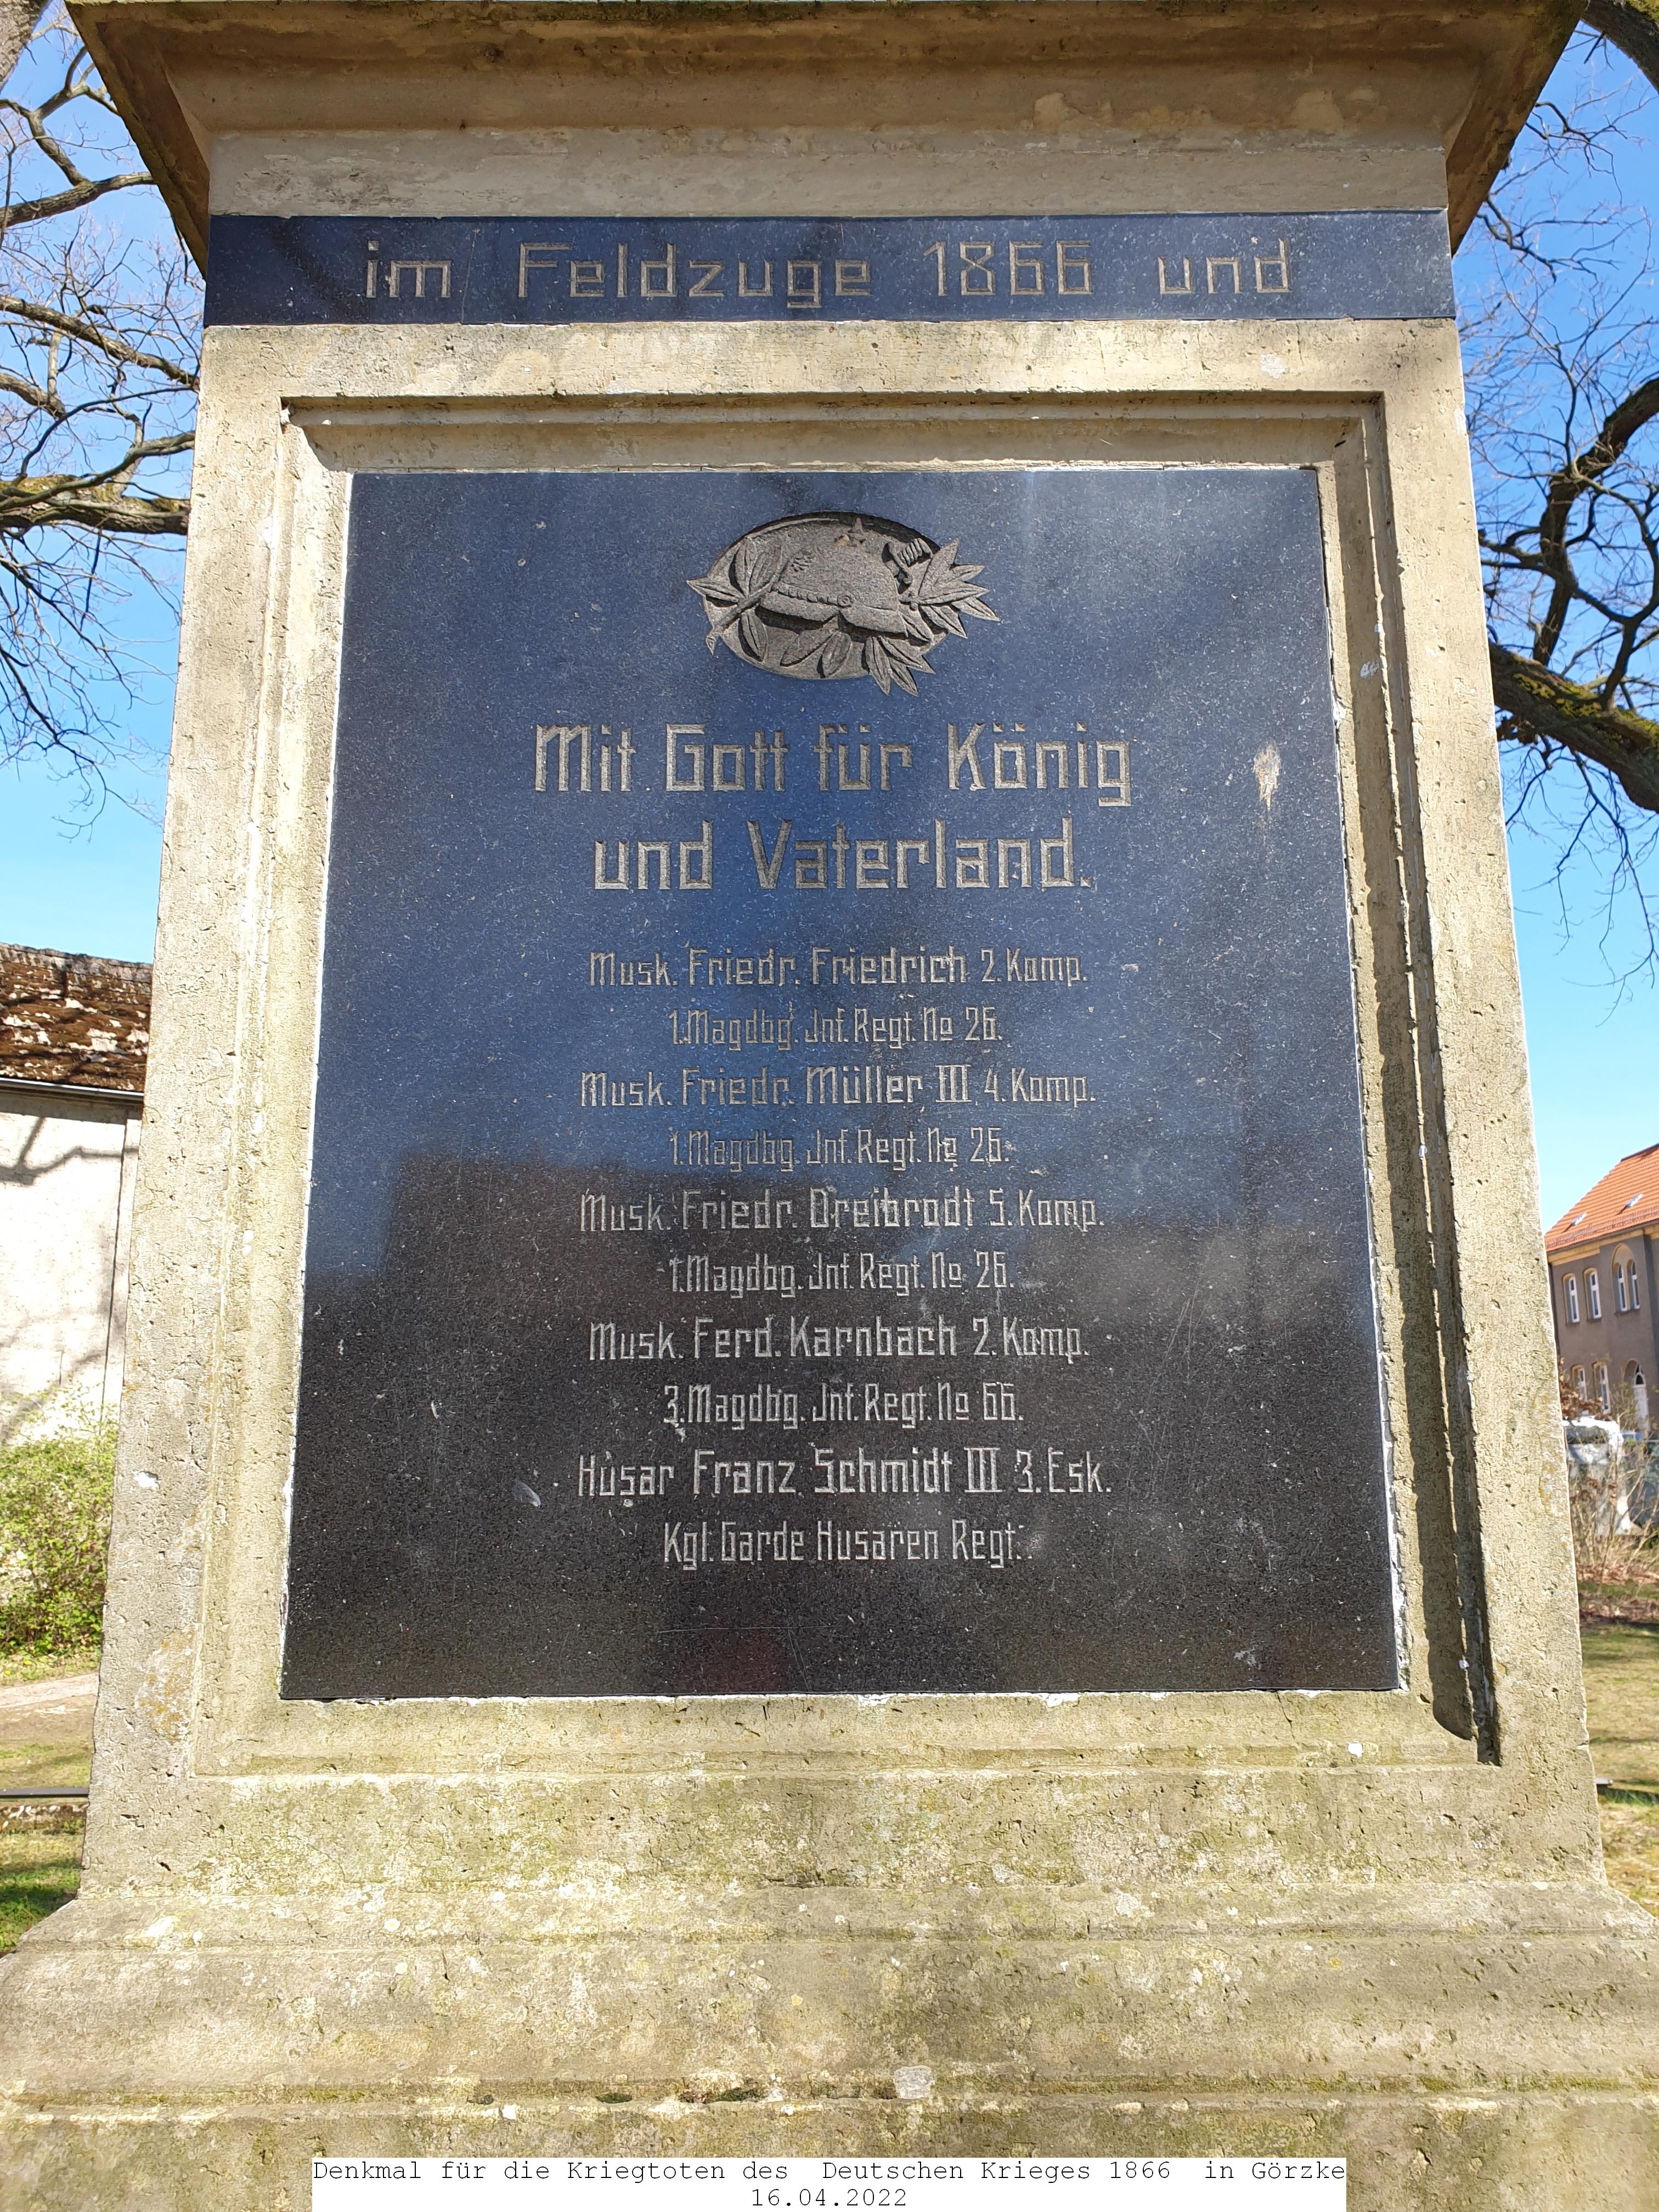 im Feldzuge 1866 und
Mit Gott für König
und Vaterland.
Musk. Friedr. Friedrich 2. Komp.
1. Magdbg. Jnf. Regt. No 26.
Musk. Friedr. Müller III 4. Komp.
1. Magdbg. Jnf. Regt. No 26.
Musk. Friedr. Dreibrodt 5. Komp.
1. Magdbg. Jnf. Regt. No 26.
Musk. Ferd. Karnbach 2. Komp.
3. Magdbg. Jnf. Regt. No 66.
Husar Franz Schmidt III 3. Esk.
Kgl. Garde Husaren Regt.
Denkmal für die Kriegtoten des Deutschen Krieges 1866 in Görzke
16.04.2022